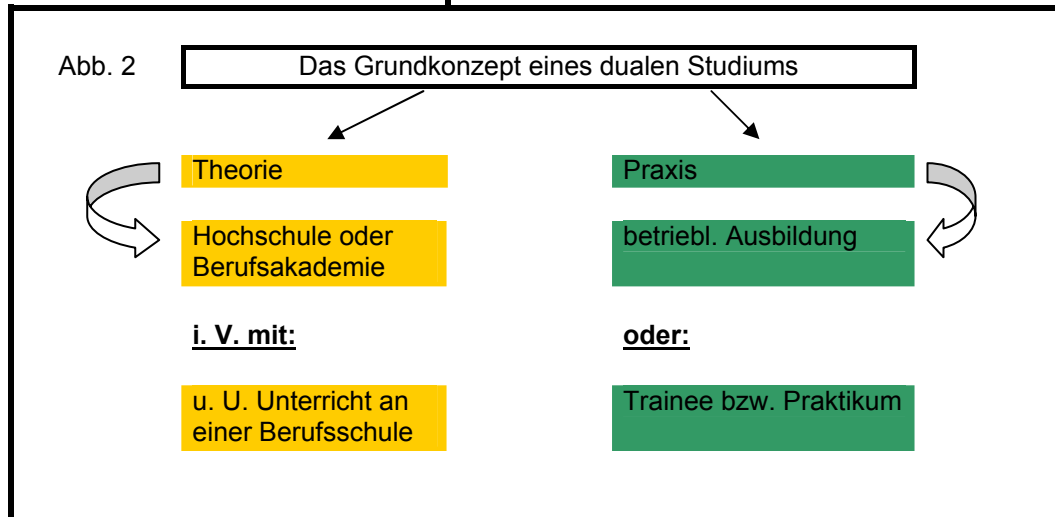 Abb. 2
Das Grundkonzept eines dualen Studiums
Theorie
Praxis
Hochschule oder
Berufsakademie
betriebl. Ausbildung
i. V. mit:
oder:
u. U. Unterricht an
einer Berufsschule
Trainee bzw. Praktikum